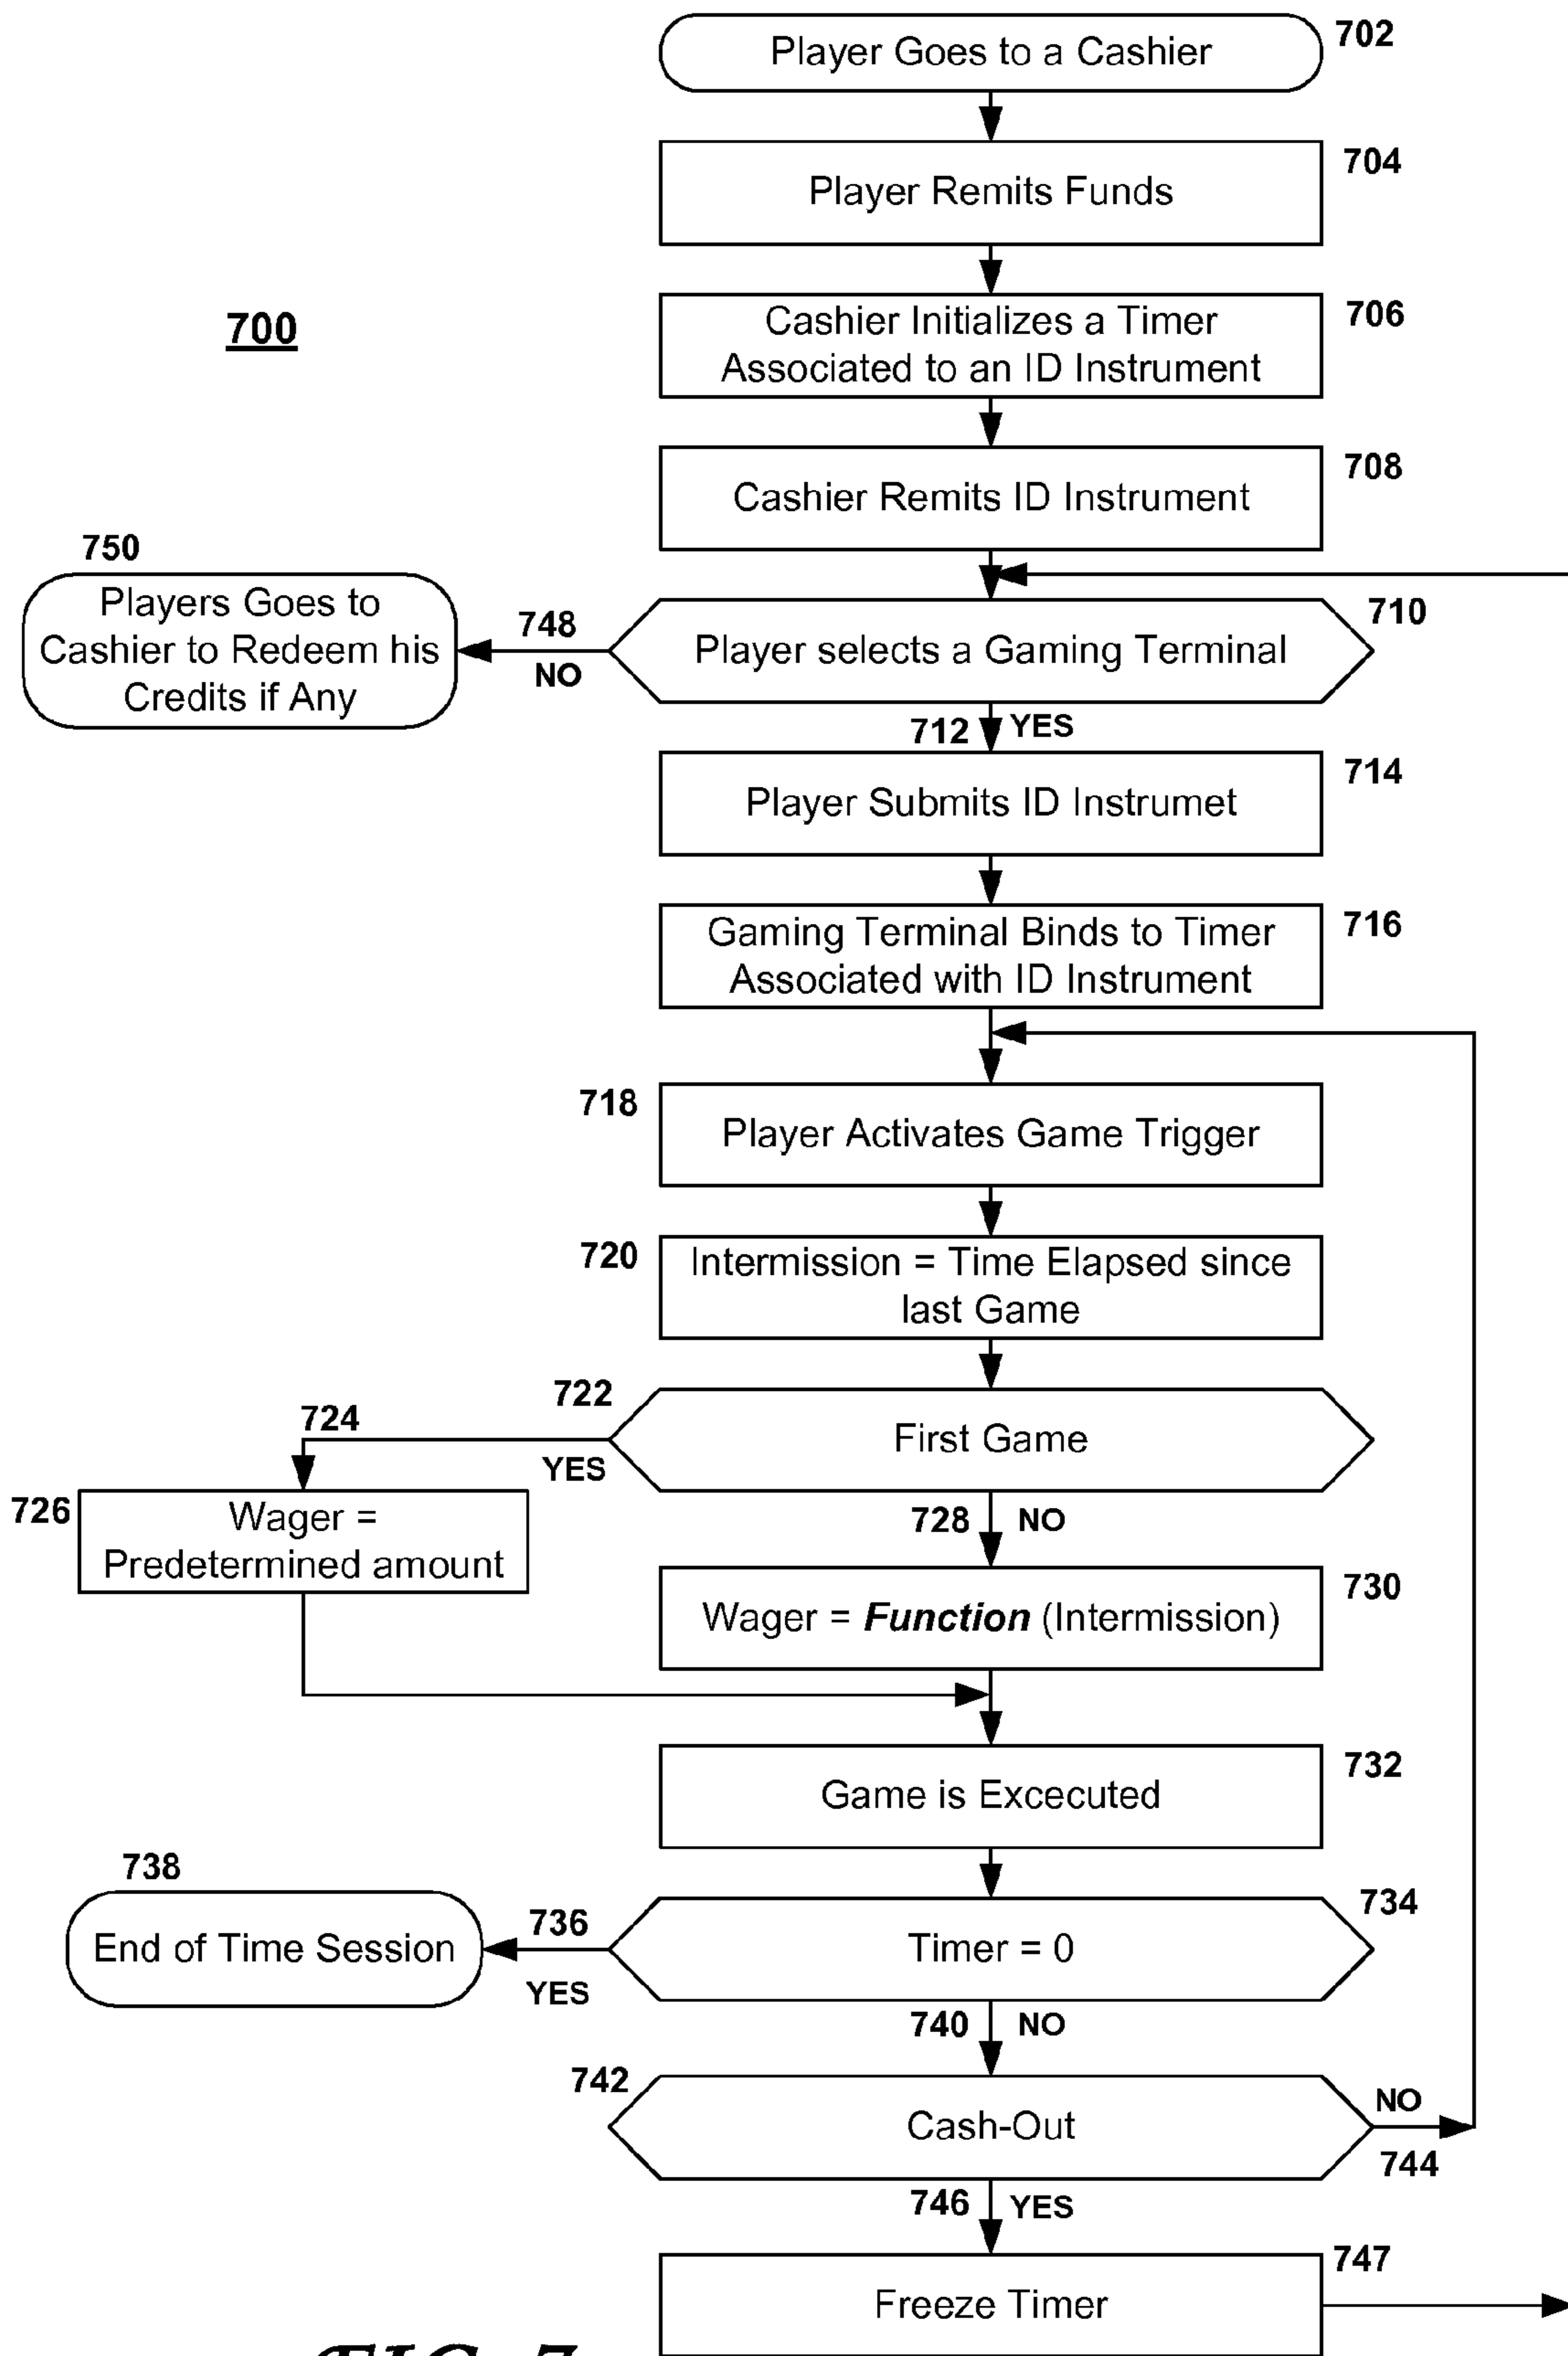 Player Goes to a Cashier
702
Player Remits Funds
704
700
Cashier Initializes a Timer
Associated to an ID Instrument
706
Cashier Remits ID Instrument
708
750
Players Goes to
Cashier to Redeem his
Credits if Any
748
NO
Player selects a Gaming Terminal
710
712 YES
Player Submits ID Instrumet
714
Gaming Terminal Binds to Timer
Associated with ID Instrument
716
718
Player Activates Game Trigger
720
Intermission = Time Elapsed since
last Game
722
First Game
724
YES
726
Wager =
Predetermined amount
728 NO
Wager = Function (Intermission)
730
Game is Excecuted
732
738
End of Time Session
736
YES
Timer = 0
734
740 NO
742
Cash-Out
NO
744
746 YES
Freeze Timer
747
FIG. 7